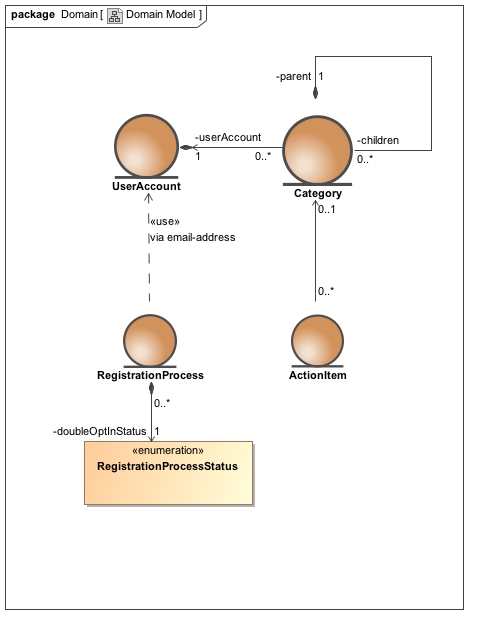 package Domain [ Domain Model ]
-parent 1
-userAccount
1 0..*
-children
0..*
UserAccount
Category
«use»
via email-address
0..1
0..*
RegistrationProcess
ActionItem
0..*
-doubleOptInStatus 1
«enumeration»
RegistrationProcessStatus